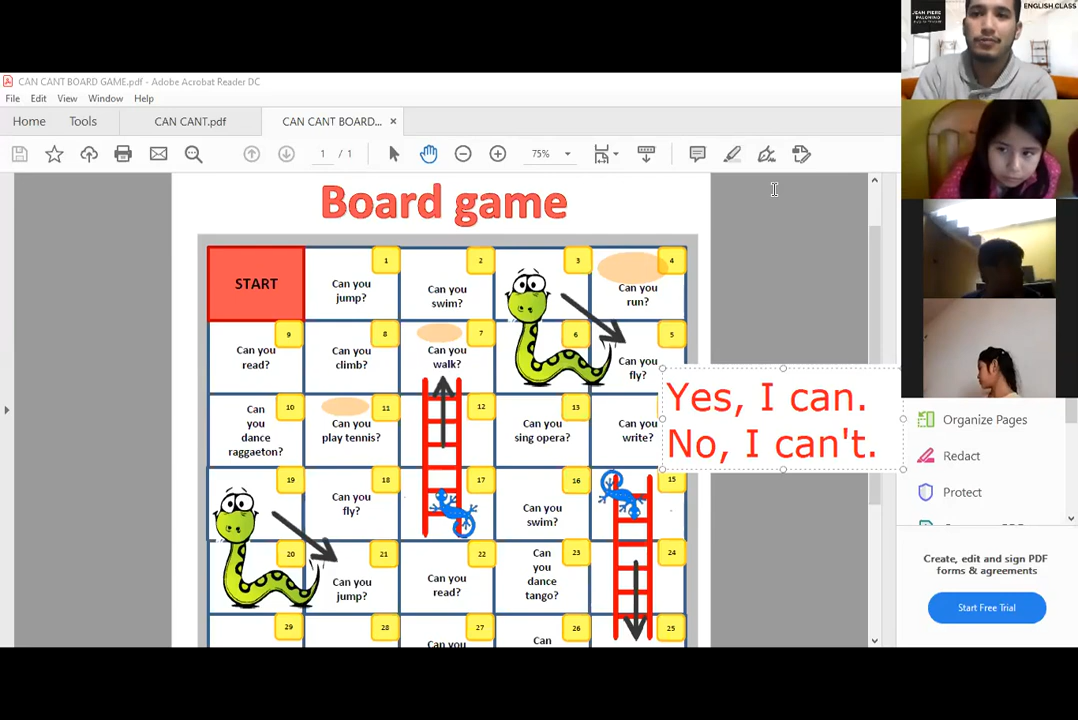 JEAN PIERE
PALOMINO
ENGLISH CLASS
CAN CANT BOARD GAME.pdf - Adobe Acrobat Reader DC
File Edit View Window Help
Home Tools CAN CANT.pdf CAN CANT BOARD... ×
1 / 1 75%
Board game
START
1
Can you
jump?
2
Can you
swim?
3
4
Can you
run?
9
Can you
read?
8
Can you
climb?
7
Can you
walk?
6
5
Can you
fly?
Yes, I can.
No, I can't.
10
Can
you
dance
raggaeton?
11
Can you
play tennis?
12
13
Can you
sing opera?
Can you
write?
19
18
Can you
fly?
17
16
Can you
swim?
15
20
21
Can you
jump?
22
Can you
read?
23
Can
you
dance
tango?
24
29
28
27
Can you
26
Can
25
Organize Pages
Redact
Protect
Create, edit and sign PDF
forms & agreements
Start Free Trial